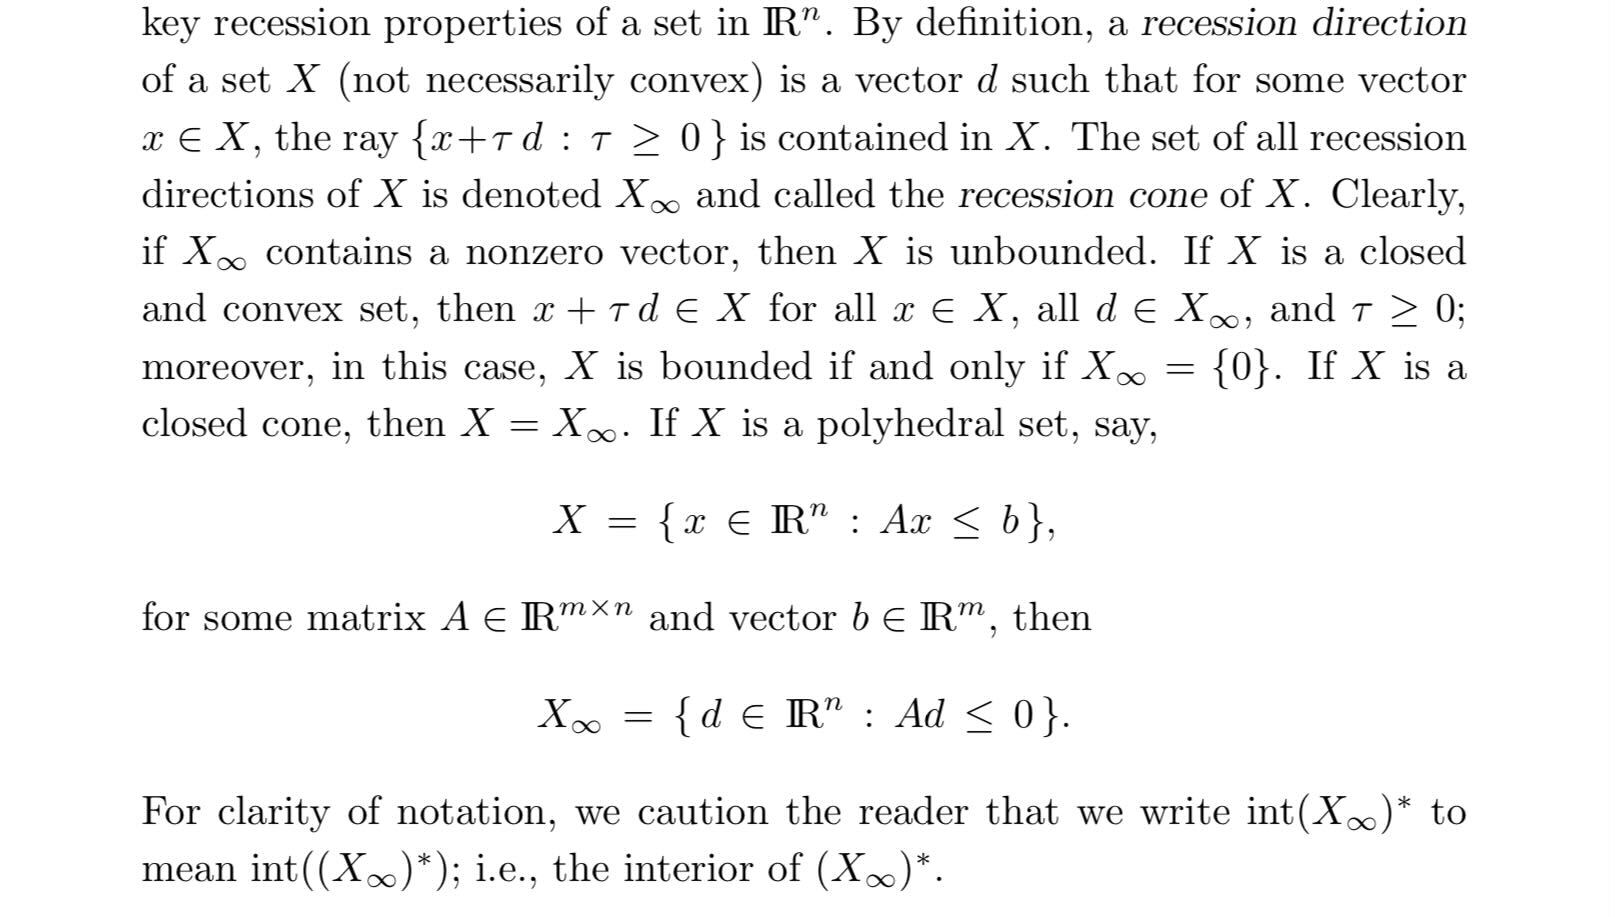 key recession properties of a set in ℝⁿ. By definition, a recession direction
of a set X (not necessarily convex) is a vector d such that for some vector
x ∈ X, the ray {x+τ d : τ ≥ 0 } is contained in X. The set of all recession
directions of X is denoted X∞ and called the recession cone of X. Clearly,
if X∞ contains a nonzero vector, then X is unbounded. If X is a closed
and convex set, then x + τ d ∈ X for all x ∈ X, all d ∈ X∞, and τ ≥ 0;
moreover, in this case, X is bounded if and only if X∞ = {0}. If X is a
closed cone, then X = X∞. If X is a polyhedral set, say,
X = { x ∈ ℝⁿ : Ax ≤ b },
for some matrix A ∈ ℝᵐˣⁿ and vector b ∈ ℝᵐ, then
X∞ = { d ∈ ℝⁿ : Ad ≤ 0 }.
For clarity of notation, we caution the reader that we write int(X∞)* to
mean int((X∞)*); i.e., the interior of (X∞)*.